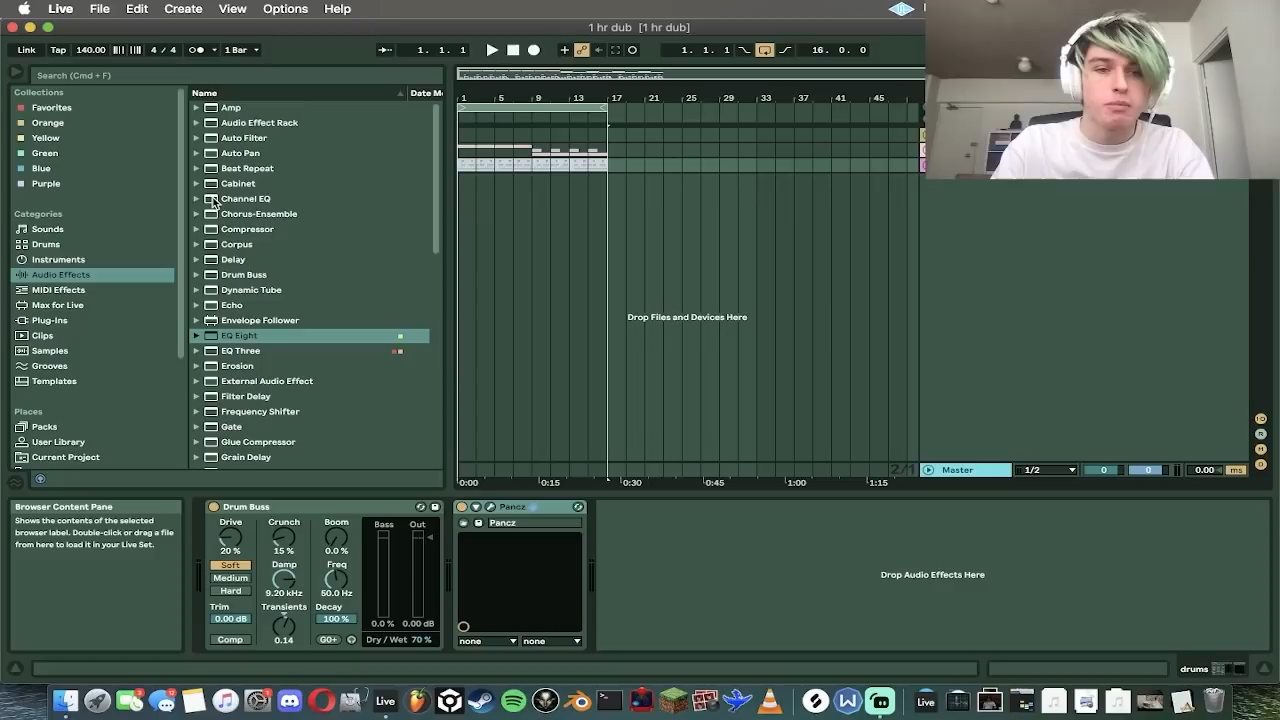 Live File Edit Create View Options Help
1 hr dub [1 hr dub]
Link Tap 140.00 4 / 4 1 Bar 1. 1. 1 1. 1. 1 16. 0. 0
Search (Cmd + F)
Collections
Favorites
Orange
Yellow
Green
Blue
Purple
Categories
Sounds
Drums
Instruments
Audio Effects
MIDI Effects
Max for Live
Plug-Ins
Clips
Samples
Grooves
Templates
Places
Packs
User Library
Current Project
Name Date M
Amp
Audio Effect Rack
Auto Filter
Auto Pan
Beat Repeat
Cabinet
Channel EQ
Chorus-Ensemble
Compressor
Corpus
Delay
Drum Buss
Dynamic Tube
Echo
Envelope Follower
EQ Eight
EQ Three
Erosion
External Audio Effect
Filter Delay
Frequency Shifter
Gate
Glue Compressor
Grain Delay
1 5 9 13 17 21 25 29 33 37 41 45
Drop Files and Devices Here
2/1
Master 1/2 0 0 0.00 ms
0:00 0:15 0:30 0:45 1:00 1:15
R
M
Browser Content Pane
Shows the contents of the selected
browser label. Double-click or drag a file
from here to load it in your Live Set.
Drum Buss
Drive Crunch Boom
20 % 15 % 0.0 %
Soft
Medium
Hard
Damp Freq
9.20 kHz 50.0 Hz
Trim Transients Decay
0.00 dB 0.14 100 %
Comp
Bass Out
0.0 % 0.00 dB
Dry / Wet 70 %
Pancz
Pancz
none none
Drop Audio Effects Here
drums
Live
Live